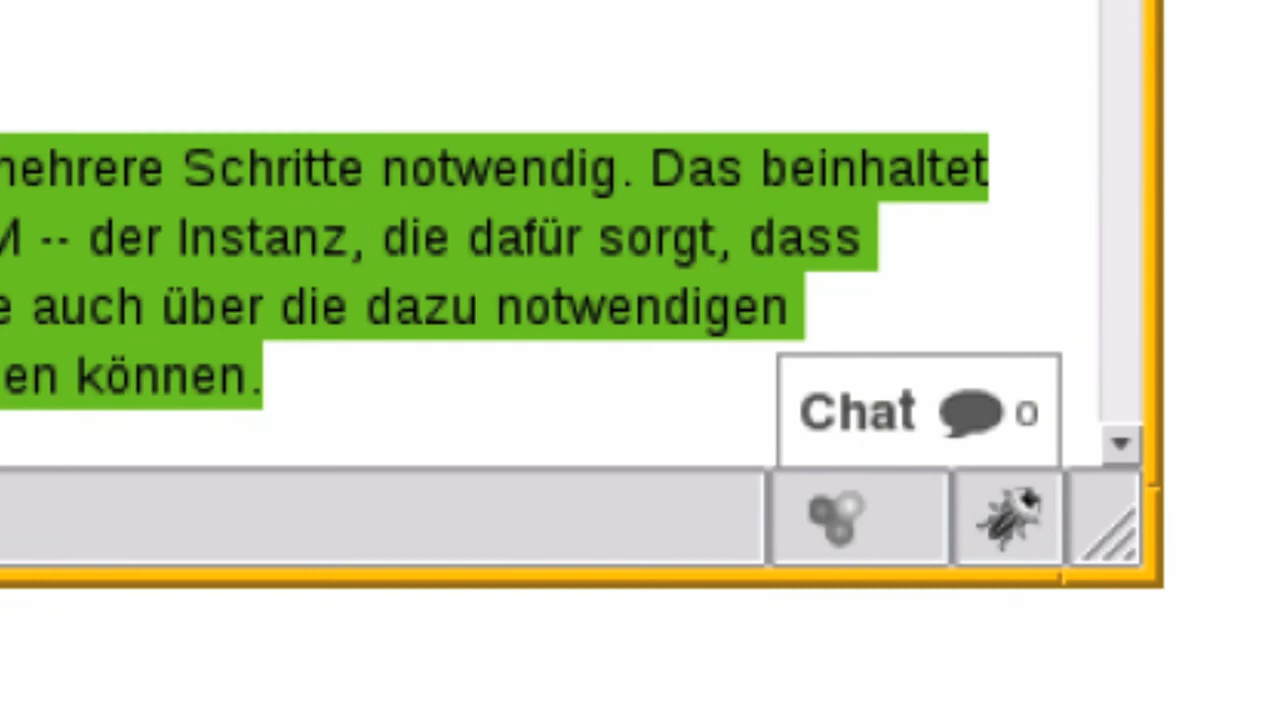 mehrere Schritte notwendig. Das beinhaltet
M -- der Instanz, die dafür sorgt, dass
e auch über die dazu notwendigen
en können.
Chat 0